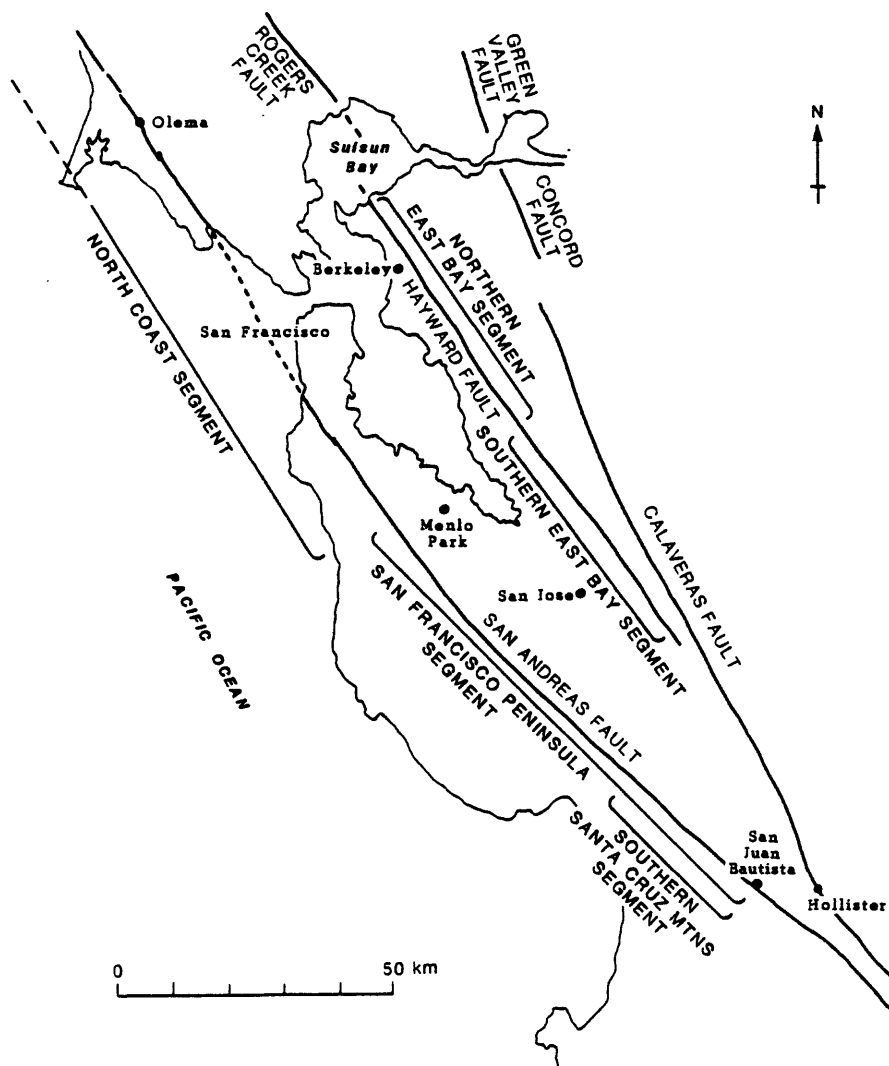 ROGERS
CREEK
FAULT
GREEN
VALLEY
FAULT
N
Olema
Suisun
Bay
CONCORD
FAULT
NORTHERN
EAST BAY SEGMENT
Berkeley
HAYWARD FAULT
NORTH COAST SEGMENT
San Francisco
SOUTHERN EAST BAY SEGMENT
Menlo
Park
CALAVERAS FAULT
San Jose
SAN FRANCISCO PENINSULA
SEGMENT
SAN ANDREAS FAULT
PACIFIC OCEAN
SOUTHERN
SANTA CRUZ MTNS
SEGMENT
San
Juan
Bautista
Hollister
0
50 km